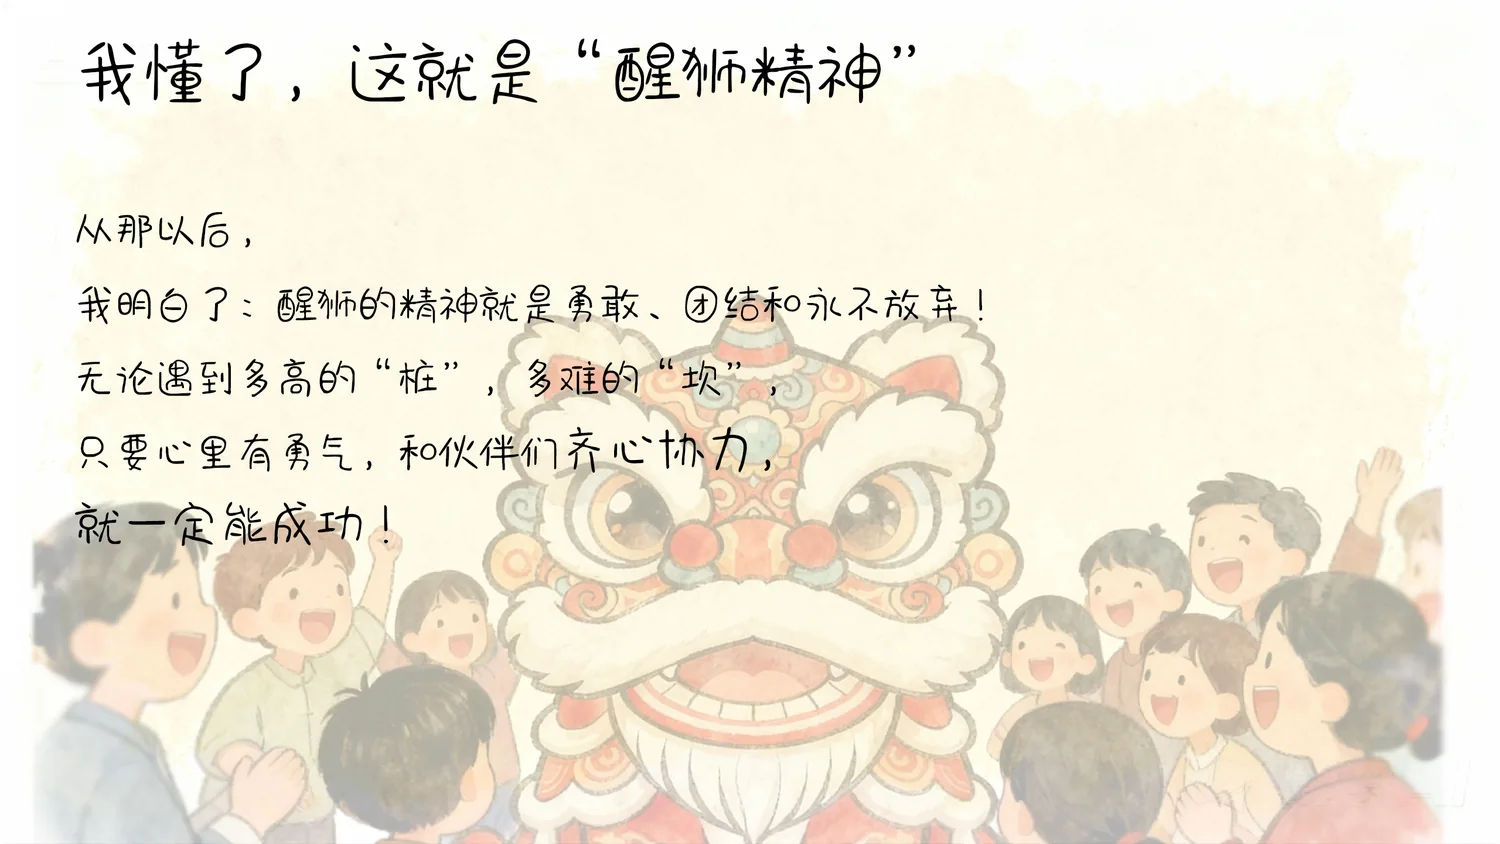 我懂了，这就是“醒狮精神”
从那以后，
我明白了：醒狮的精神就是勇敢、团结和永不放弃！
无论遇到多高的“桩”，多难的“坎”，
只要心里有勇气，和伙伴们齐心协力，
就一定能成功！